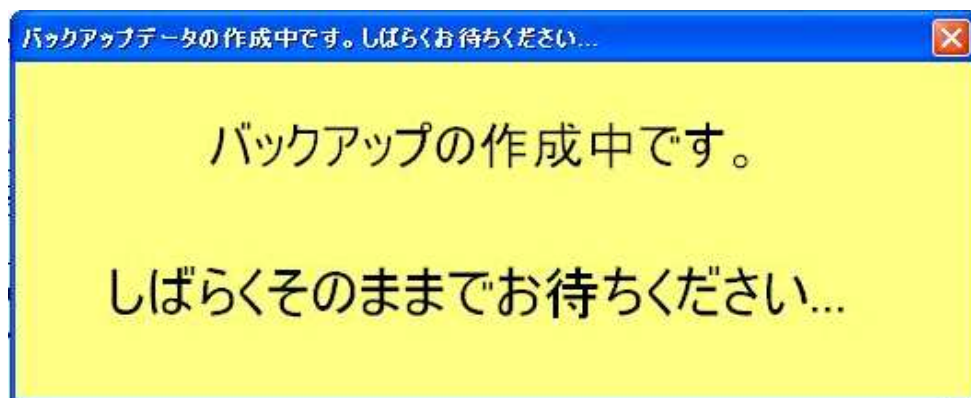 バックアップデータの作成中です。しばらくお待ちください...
バックアップの作成中です。
しばらくそのままでお待ちください...